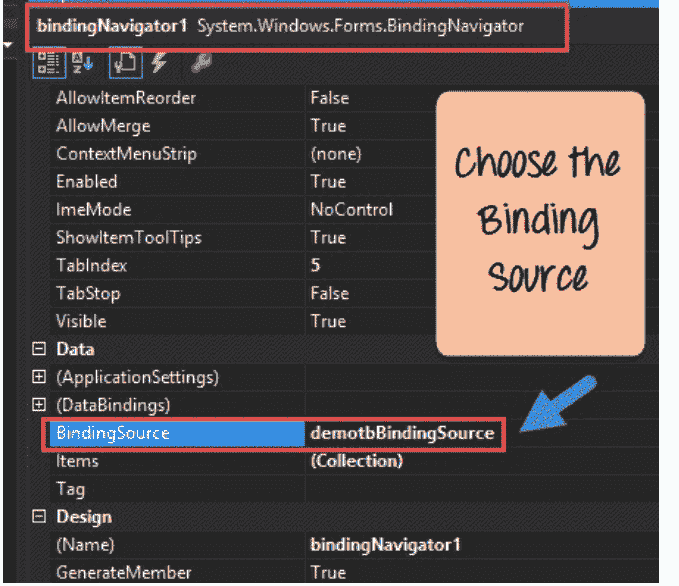 bindingNavigator1 System.Windows.Forms.BindingNavigator
AllowItemReorder False
AllowMerge True
ContextMenuStrip (none)
Enabled True
ImeMode NoControl
ShowItemToolTips True
TabIndex 5
TabStop False
Visible True
Choose the
Binding
Source
Data
(ApplicationSettings)
(DataBindings)
BindingSource demotbBindingSource
Items (Collection)
Tag
Design
(Name) bindingNavigator1
GenerateMember True